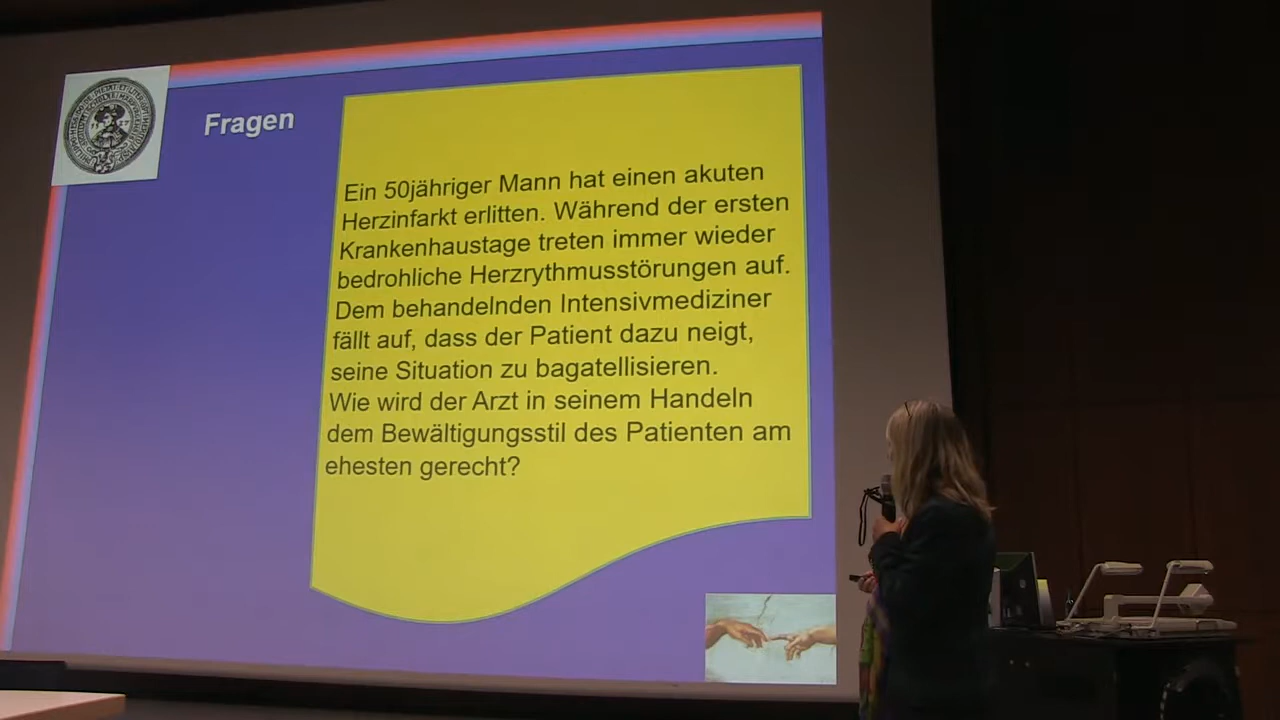 Fragen
Ein 50jähriger Mann hat einen akuten
Herzinfarkt erlitten. Während der ersten
Krankenhaustage treten immer wieder
bedrohliche Herzrythmusstörungen auf.
Dem behandelnden Intensivmediziner
fällt auf, dass der Patient dazu neigt,
seine Situation zu bagatellisieren.
Wie wird der Arzt in seinem Handeln
dem Bewältigungsstil des Patienten am
ehesten gerecht?